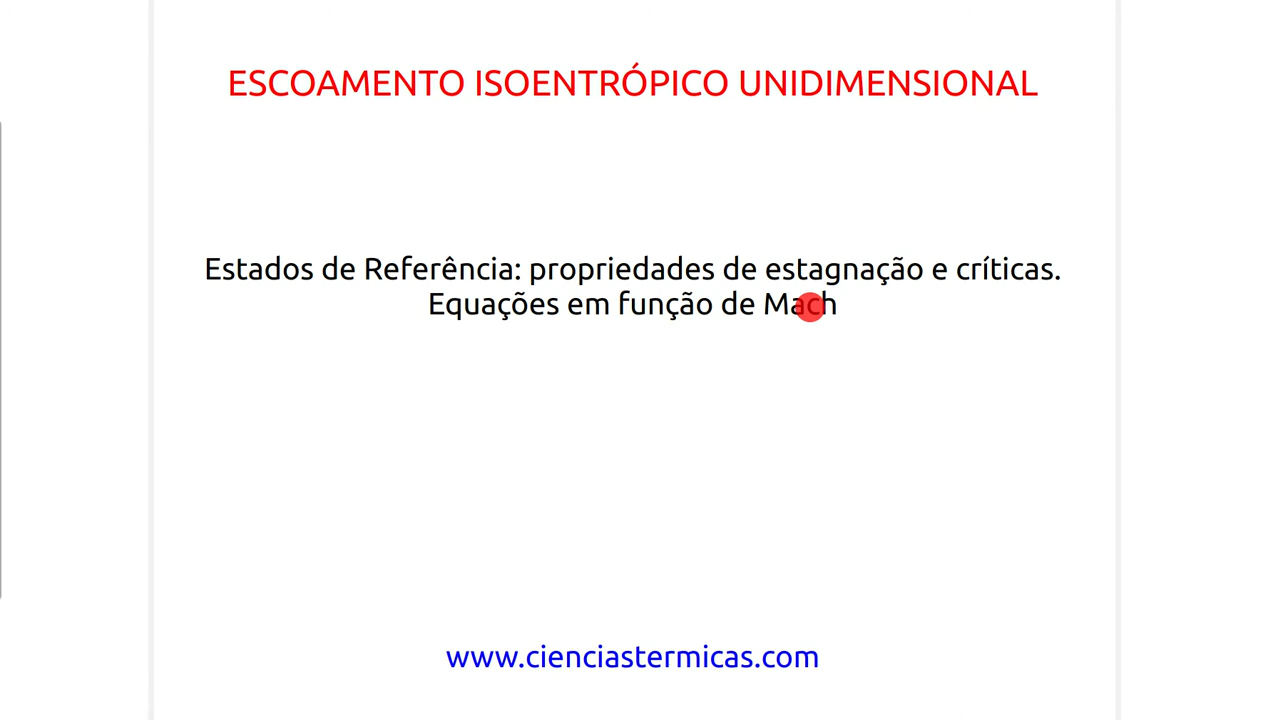 ESCOAMENTO ISOENTRÓPICO UNIDIMENSIONAL
Estados de Referência: propriedades de estagnação e críticas.
Equações em função de Mach
www.cienciastermicas.com